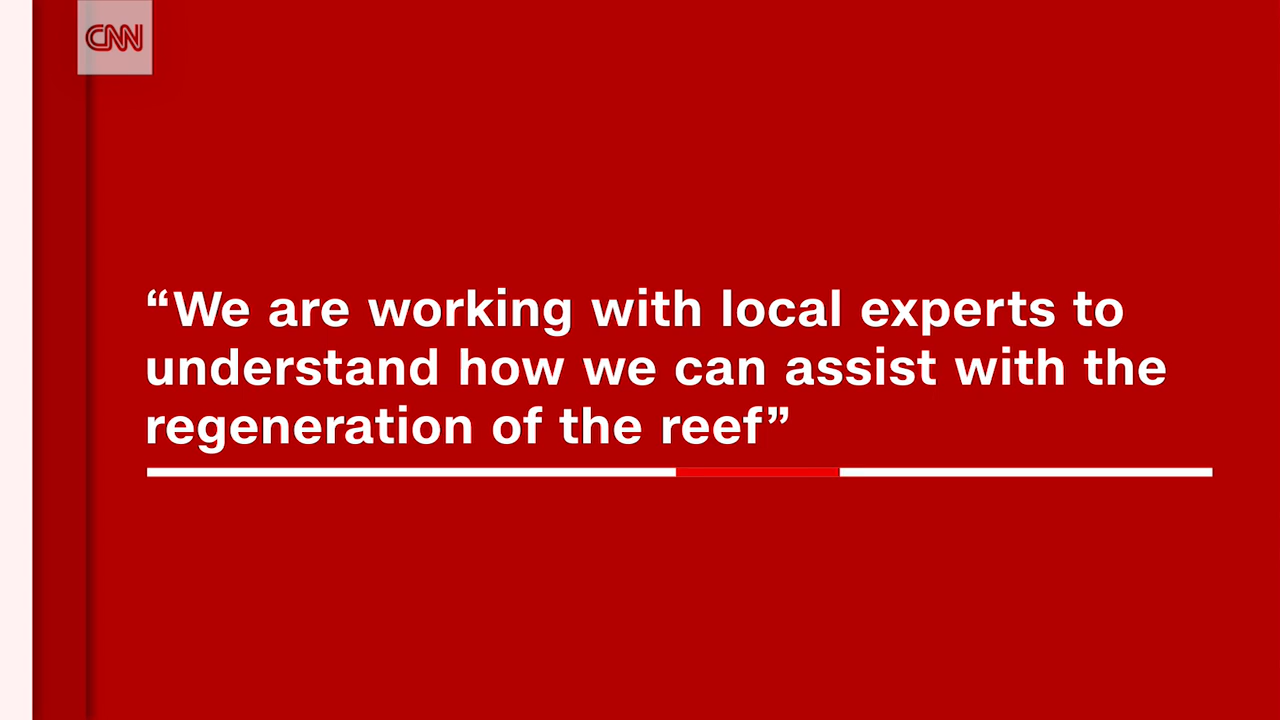 CNN
“We are working with local experts to
understand how we can assist with the
regeneration of the reef”